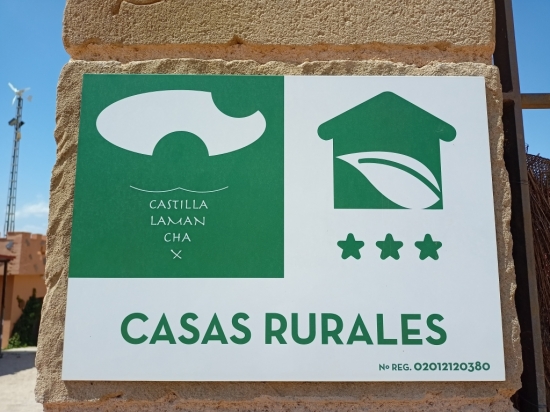 CASTILLA
LAMAN
CHA
X
CASAS RURALES
Nº REG. 02012120380